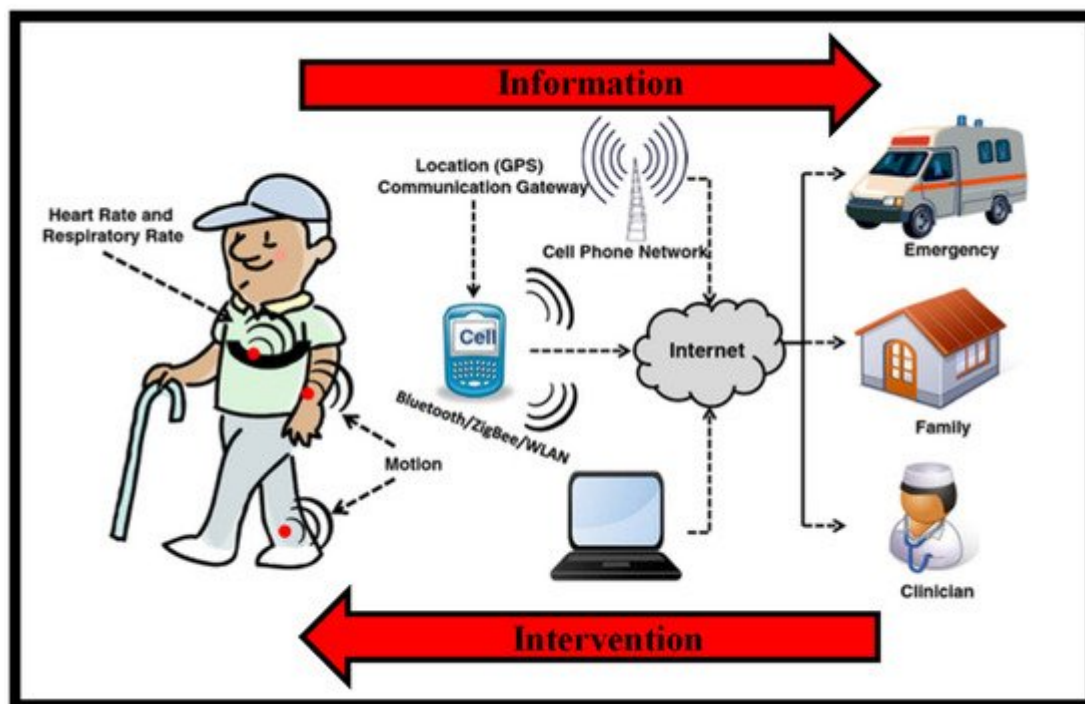 Information
Location (GPS)
Communication Gateway
Heart Rate and
Respiratory Rate
Cell Phone Network
Emergency
Cell
Internet
Bluetooth/ZigBee/WLAN
Family
Motion
Clinician
Intervention